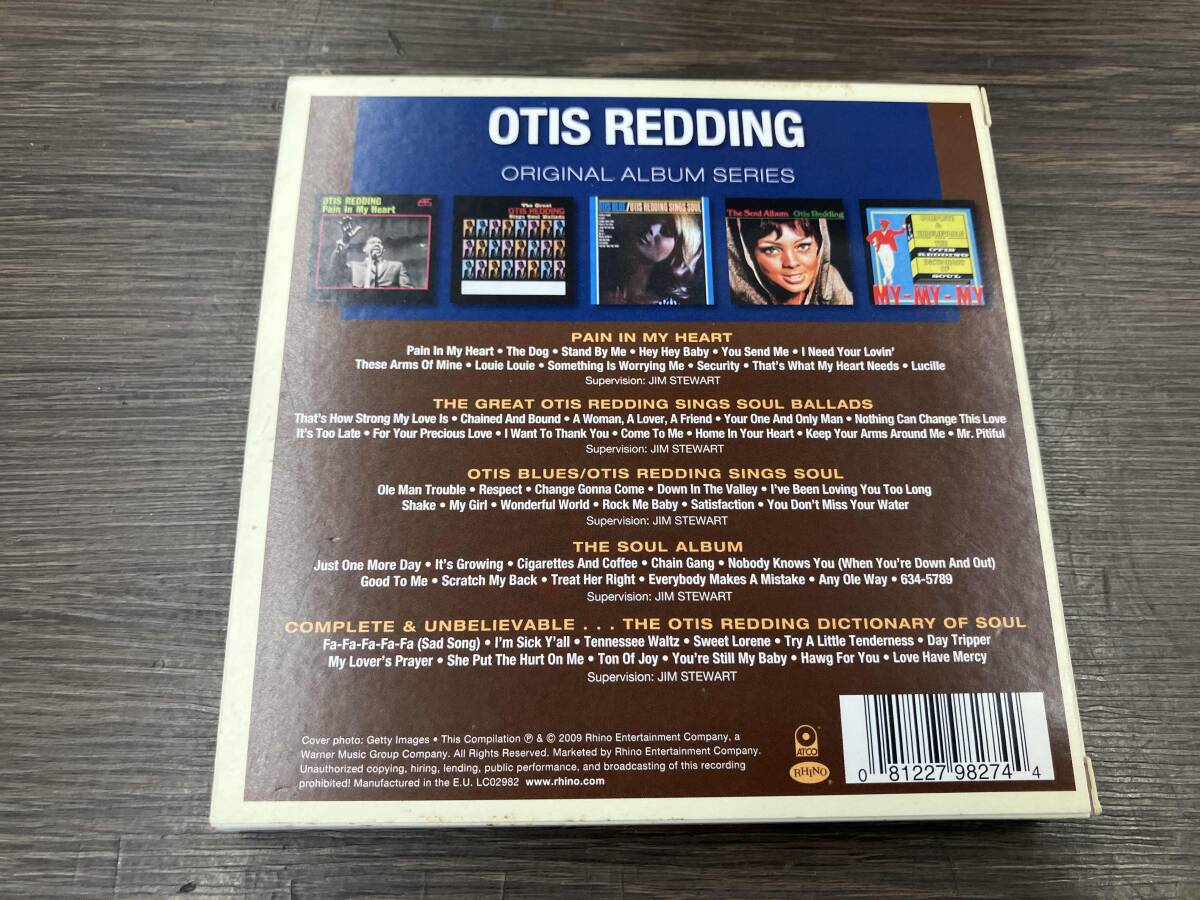 OTIS REDDING
ORIGINAL ALBUM SERIES
OTIS REDDING
Pain In My Heart
The Great
OTIS REDDING
Sings Soul Ballads
OTIS BLUE/OTIS REDDING SINGS SOUL
The Soul Album Otis Redding
COMPLETE
& UNBELIEVABLE
THE
OTIS
REDDING
DICTIONARY OF
SOUL
MY-MY-MY
PAIN IN MY HEART
Pain In My Heart • The Dog • Stand By Me • Hey Hey Baby • You Send Me • I Need Your Lovin'
These Arms Of Mine • Louie Louie • Something Is Worrying Me • Security • That's What My Heart Needs • Lucille
Supervision: JIM STEWART
THE GREAT OTIS REDDING SINGS SOUL BALLADS
That's How Strong My Love Is • Chained And Bound • A Woman, A Lover, A Friend • Your One And Only Man • Nothing Can Change This Love
It's Too Late • For Your Precious Love • I Want To Thank You • Come To Me • Home In Your Heart • Keep Your Arms Around Me • Mr. Pitiful
Supervision: JIM STEWART
OTIS BLUES/OTIS REDDING SINGS SOUL
Ole Man Trouble • Respect • Change Gonna Come • Down In The Valley • I've Been Loving You Too Long
Shake • My Girl • Wonderful World • Rock Me Baby • Satisfaction • You Don't Miss Your Water
Supervision: JIM STEWART
THE SOUL ALBUM
Just One More Day • It's Growing • Cigarettes And Coffee • Chain Gang • Nobody Knows You (When You're Down And Out)
Good To Me • Scratch My Back • Treat Her Right • Everybody Makes A Mistake • Any Ole Way • 634-5789
Supervision: JIM STEWART
COMPLETE & UNBELIEVABLE . . . THE OTIS REDDING DICTIONARY OF SOUL
Fa-Fa-Fa-Fa-Fa (Sad Song) • I'm Sick Y'all • Tennessee Waltz • Sweet Lorene • Try A Little Tenderness • Day Tripper
My Lover's Prayer • She Put The Hurt On Me • Ton Of Joy • You're Still My Baby • Hawg For You • Love Have Mercy
Supervision: JIM STEWART
Cover photo: Getty Images • This Compilation ℗ & © 2009 Rhino Entertainment Company, a
Warner Music Group Company. All Rights Reserved. Marketed by Rhino Entertainment Company.
Unauthorized copying, hiring, lending, public performance, and broadcasting of this recording
prohibited! Manufactured in the E.U. LC02982 www.rhino.com
ATCO
RHINO
0 81227 98274 4